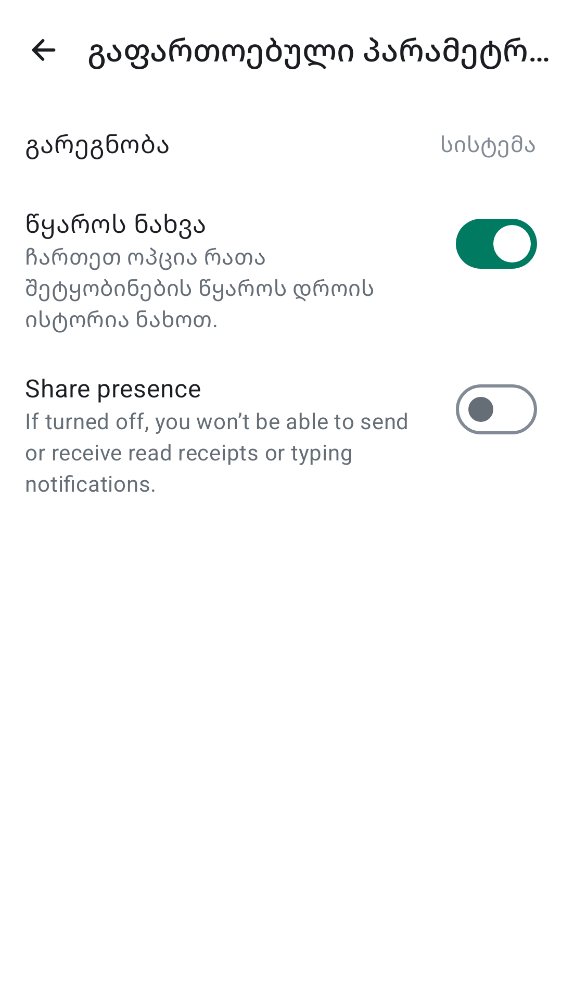 გაფართოებული პარამეტრ...
გარეგნობა
სისტემა
წყაროს ნახვა
ჩართეთ ოპცია რათა
შეტყობინების წყაროს დროის
ისტორია ნახოთ.
Share presence
If turned off, you won’t be able to send
or receive read receipts or typing
notifications.